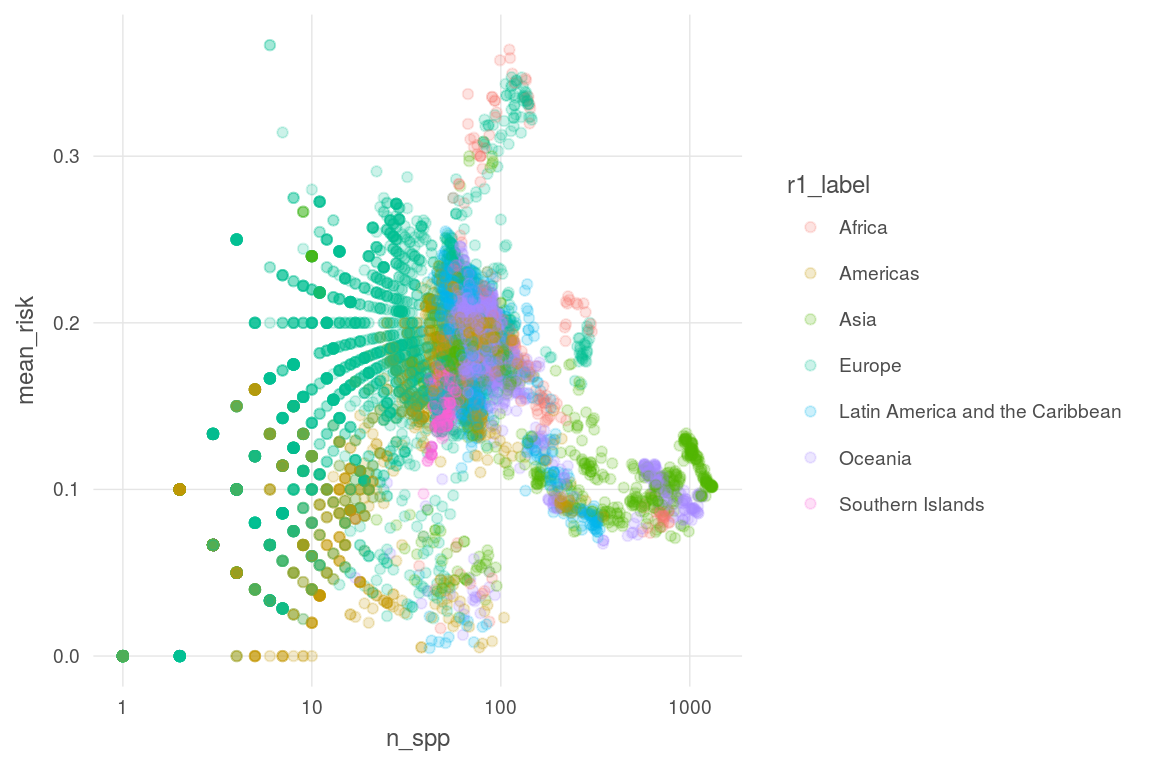 0.3
0.2
0.1
0.0
mean_risk
1
10
100
1000
n_spp
r1_label
Africa
Americas
Asia
Europe
Latin America and the Caribbean
Oceania
Southern Islands